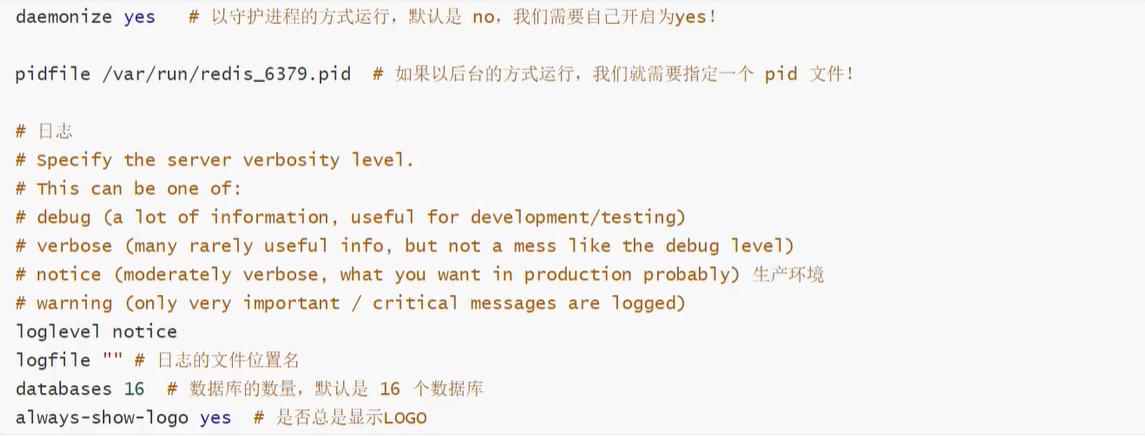 daemonize yes   # 以守护进程的方式运行，默认是 no，我们需要自己开启为yes！
pidfile /var/run/redis_6379.pid  # 如果以后台的方式运行，我们就需要指定一个 pid 文件！
# 日志
# Specify the server verbosity level.
# This can be one of:
# debug (a lot of information, useful for development/testing)
# verbose (many rarely useful info, but not a mess like the debug level)
# notice (moderately verbose, what you want in production probably) 生产环境
# warning (only very important / critical messages are logged)
loglevel notice
logfile "" # 日志的文件位置名
databases 16  # 数据库的数量，默认是 16 个数据库
always-show-logo yes  # 是否总是显示LOGO